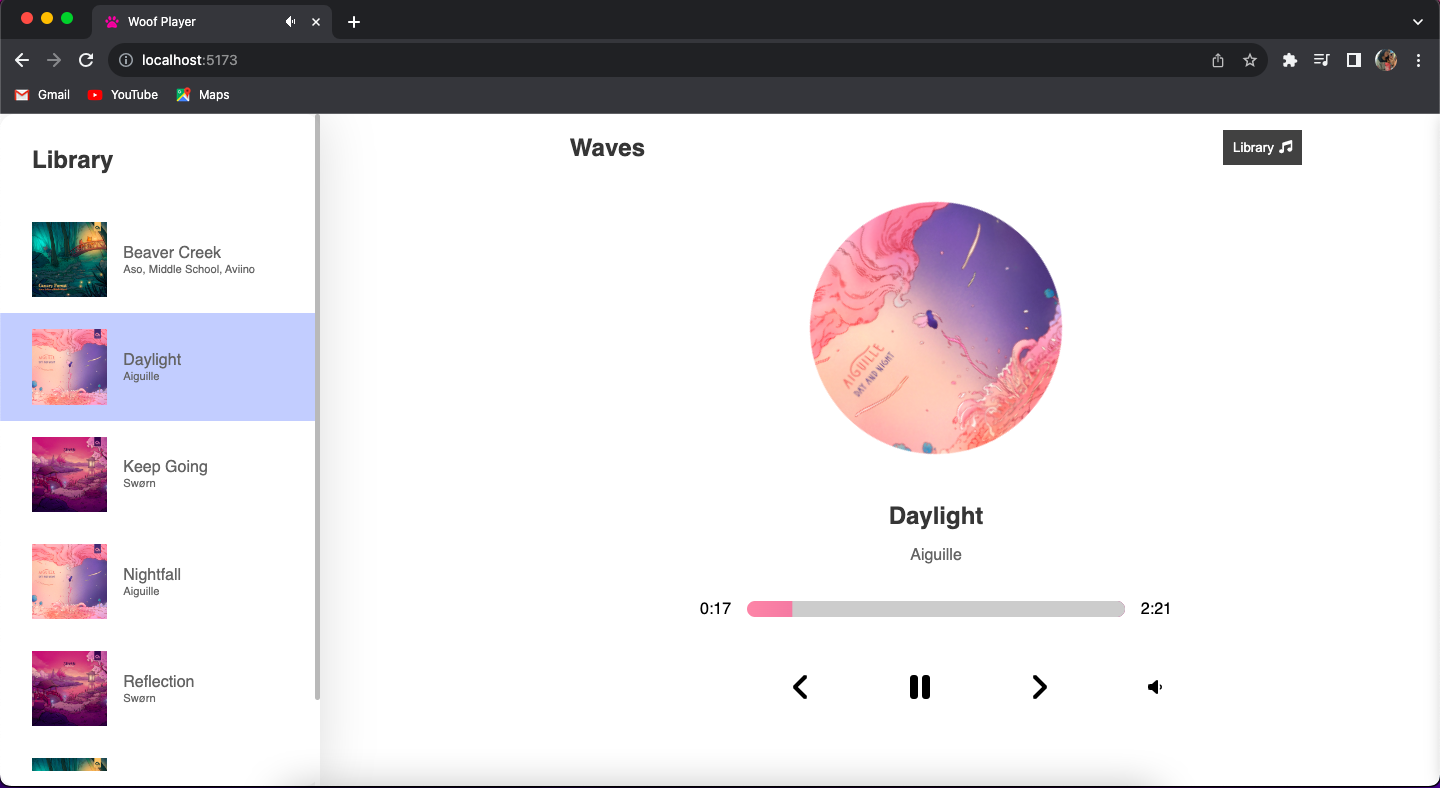 Woof Player
localhost:5173
Gmail YouTube Maps
Library
Beaver Creek
Aso, Middle School, Aviino
Daylight
Aiguille
Keep Going
Swørn
Nightfall
Aiguille
Reflection
Swørn
Waves
Library
AIGUILLE
DAY AND NIGHT
Daylight
Aiguille
0:17 2:21